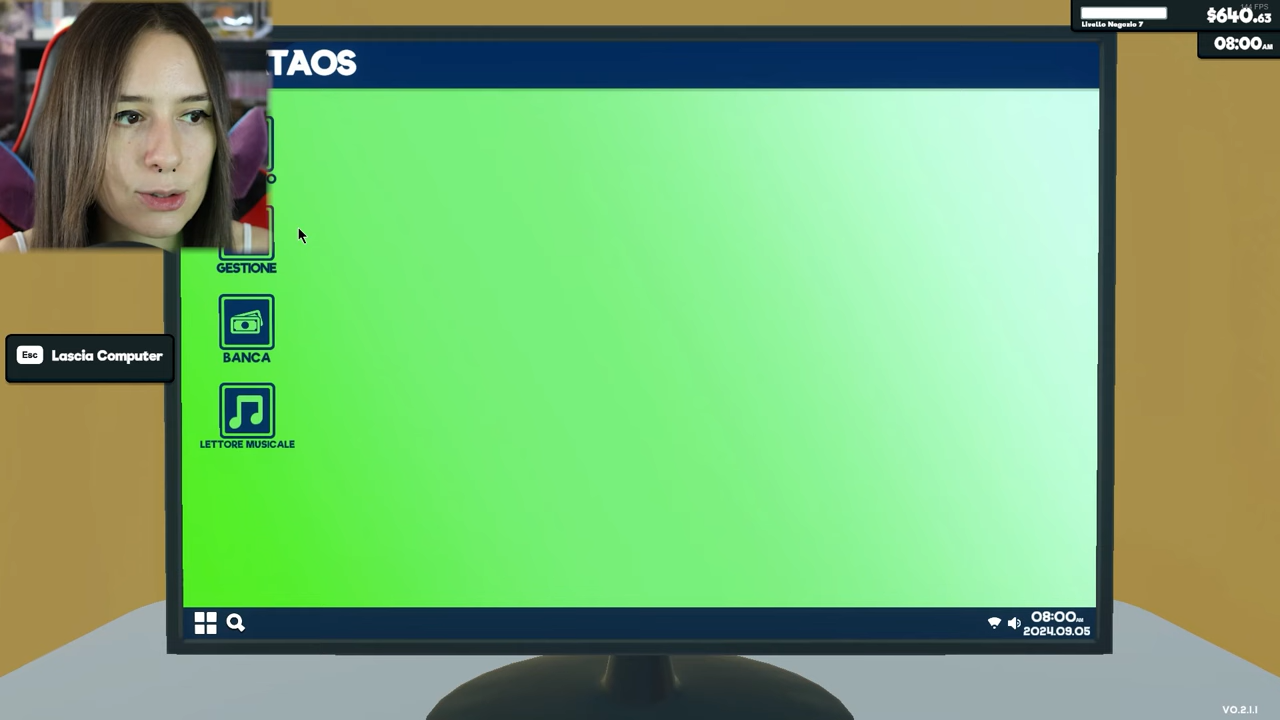 TAOS
$640.63
Livello Negozio 7
08:00AM
GESTIONE
BANCA
Esc Lascia Computer
LETTORE MUSICALE
08:00AM
2024.09.05
V0.2.1.1